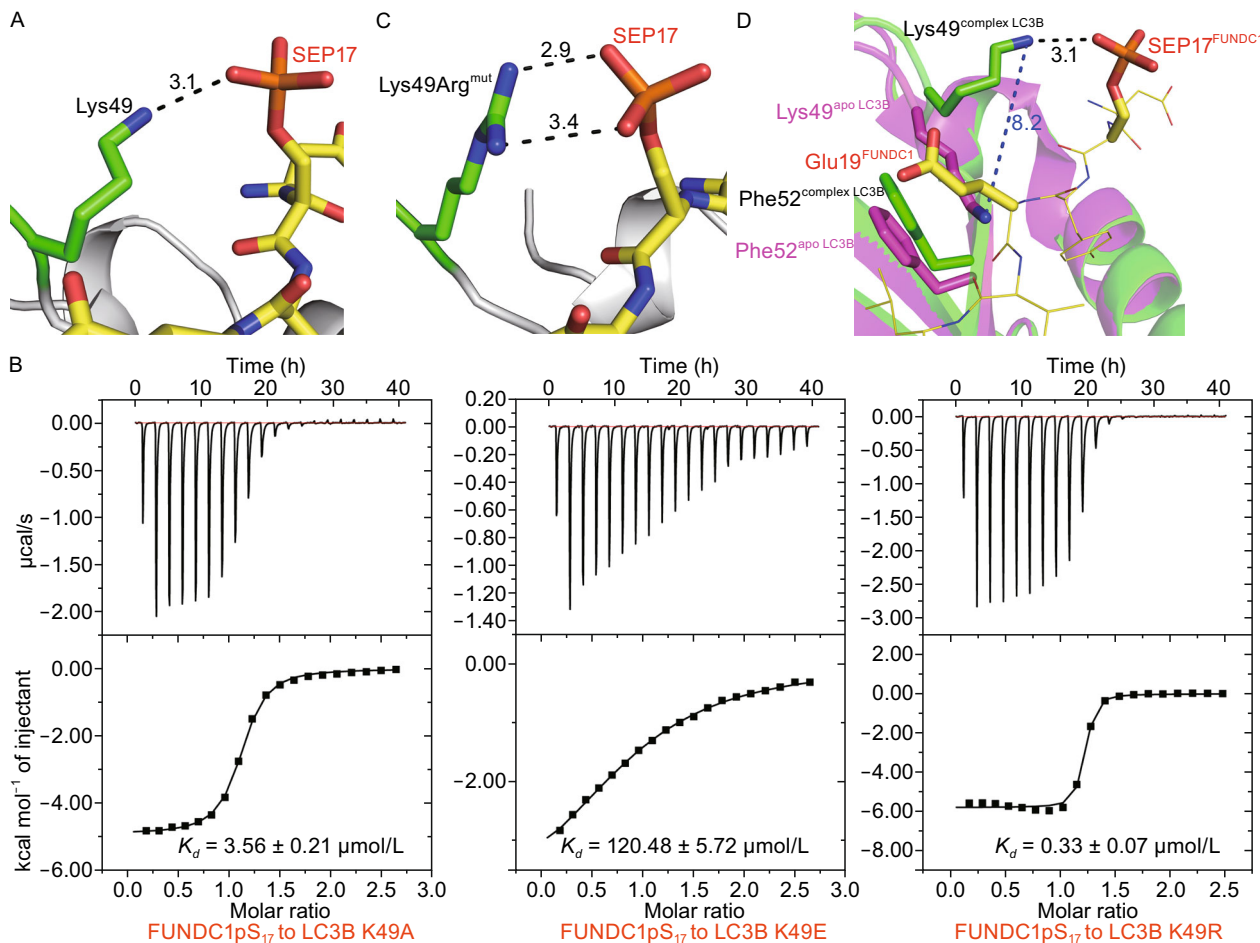 A
SEP17
3.1
Lys49
C
SEP17
2.9
Lys49Arg^mut
3.4
D
Lys49^complex LC3B
3.1
SEP17^FUNDC1
Lys49^apo LC3B
8.2
Glu19^FUNDC1
Phe52^complex LC3B
Phe52^apo LC3B
B
Time (h)
0 10 20 30 40
0.00
−0.50
−1.00
−1.50
−2.00
µcal/s
0.00
−2.00
−4.00
−6.00
kcal mol⁻¹ of injectant
K_d = 3.56 ± 0.21 µmol/L
0.0 0.5 1.0 1.5 2.0 2.5 3.0
Molar ratio
FUNDC1pS₁₇ to LC3B K49A
Time (h)
0 10 20 30 40
0.20
0.00
−0.20
−0.40
−0.60
−0.80
−1.00
−1.20
−1.40
0.00
−2.00
K_d = 120.48 ± 5.72 µmol/L
0.0 0.5 1.0 1.5 2.0 2.5 3.0
Molar ratio
FUNDC1pS₁₇ to LC3B K49E
Time (h)
0 10 20 30 40
0.00
−0.50
−1.00
−1.50
−2.00
−2.50
−3.00
2.00
0.00
−2.00
−4.00
−6.00
−8.00
K_d = 0.33 ± 0.07 µmol/L
0.0 0.5 1.0 1.5 2.0 2.5
Molar ratio
FUNDC1pS₁₇ to LC3B K49R